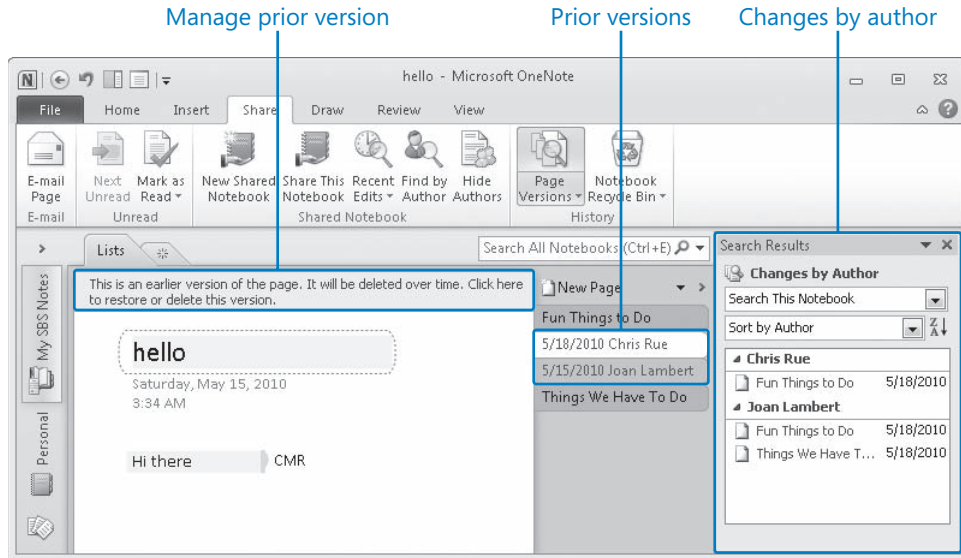 Manage prior version Prior versions Changes by author
hello - Microsoft OneNote
File Home Insert Share Draw Review View
E-mail Page
Next Unread
Mark as Read
New Shared Notebook
Share This Notebook
Recent Edits
Find by Author
Hide Authors
Page Versions
Notebook Recycle Bin
E-mail Unread Shared Notebook History
Lists
Search All Notebooks (Ctrl+E)
My SBS Notes
Personal
This is an earlier version of the page. It will be deleted over time. Click here
to restore or delete this version.
hello
Saturday, May 15, 2010
3:34 AM
Hi there CMR
New Page
Fun Things to Do
5/18/2010 Chris Rue
5/15/2010 Joan Lambert
Things We Have To Do
Search Results
Changes by Author
Search This Notebook
Sort by Author
Chris Rue
Fun Things to Do 5/18/2010
Joan Lambert
Fun Things to Do 5/18/2010
Things We Have T... 5/18/2010